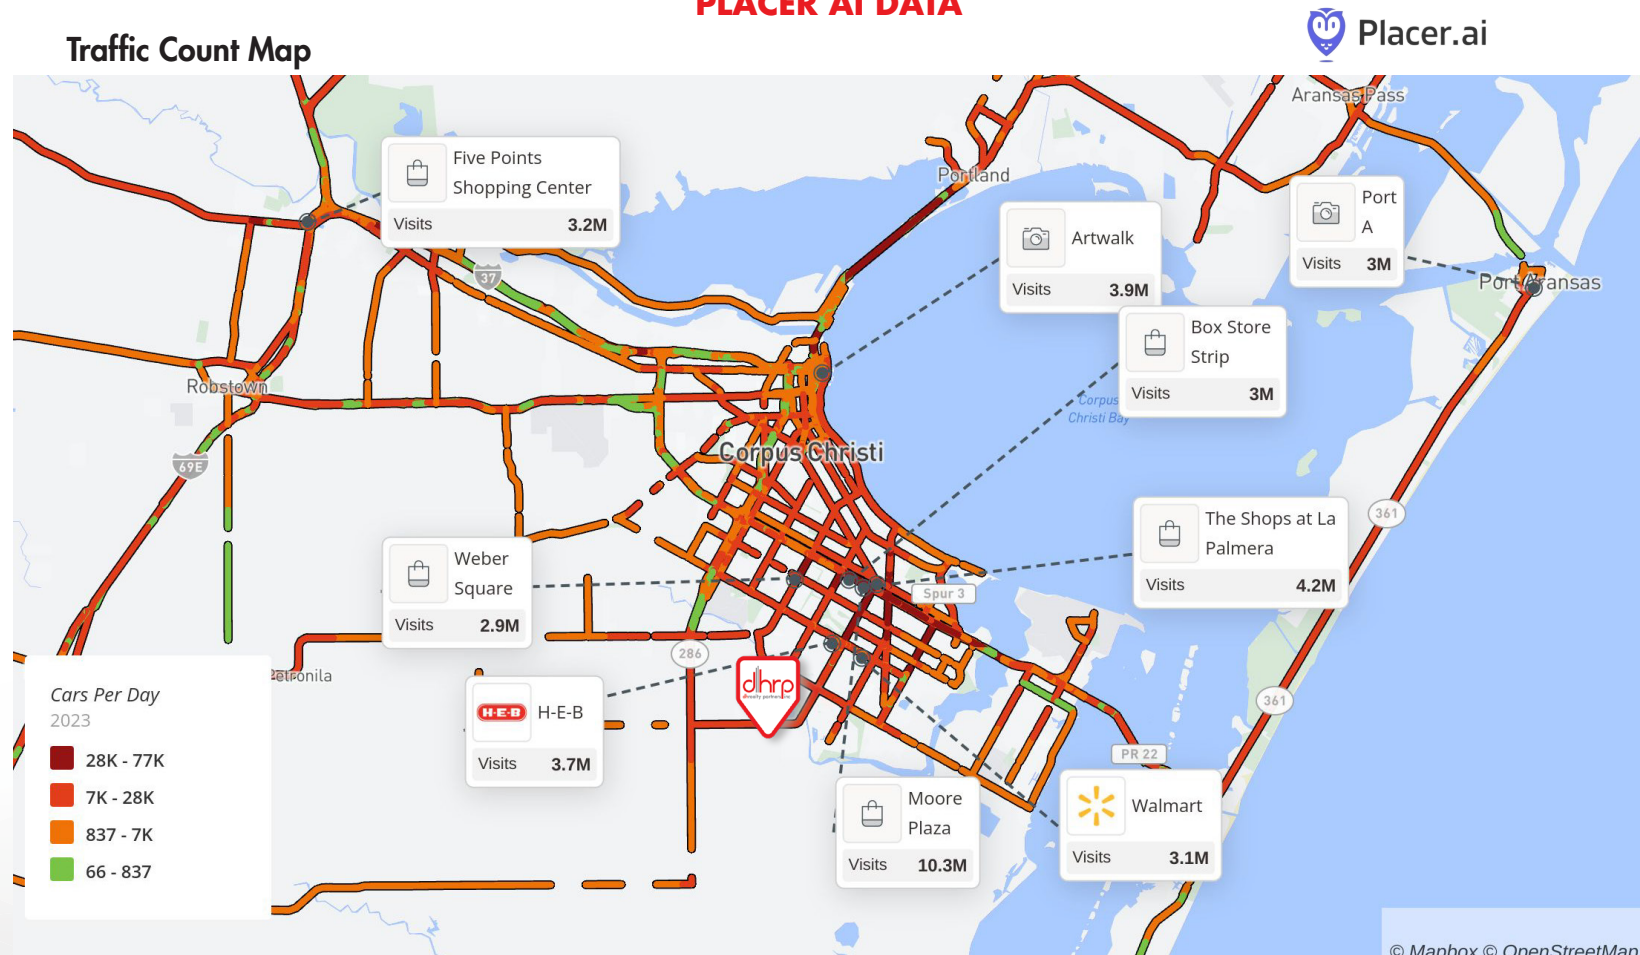 PLACER AI DATA
Traffic Count Map
Placer.ai
Aransas Pass
Five Points
Shopping Center
Visits 3.2M
Portland
Port
A
Visits 3M
Artwalk
Visits 3.9M
37
Port Aransas
Box Store
Strip
Visits 3M
Robstown
Corpus
Christi Bay
Corpus Christi
69E
361
The Shops at La
Palmera
Visits 4.2M
Weber
Square
Visits 2.9M
Spur 3
286
Petronila
dhrp
H-E-B
H-E-B
Visits 3.7M
361
PR 22
Cars Per Day
2023
28K - 77K
7K - 28K
837 - 7K
66 - 837
Moore
Plaza
Visits 10.3M
Walmart
Visits 3.1M
© Mapbox © OpenStreetMap